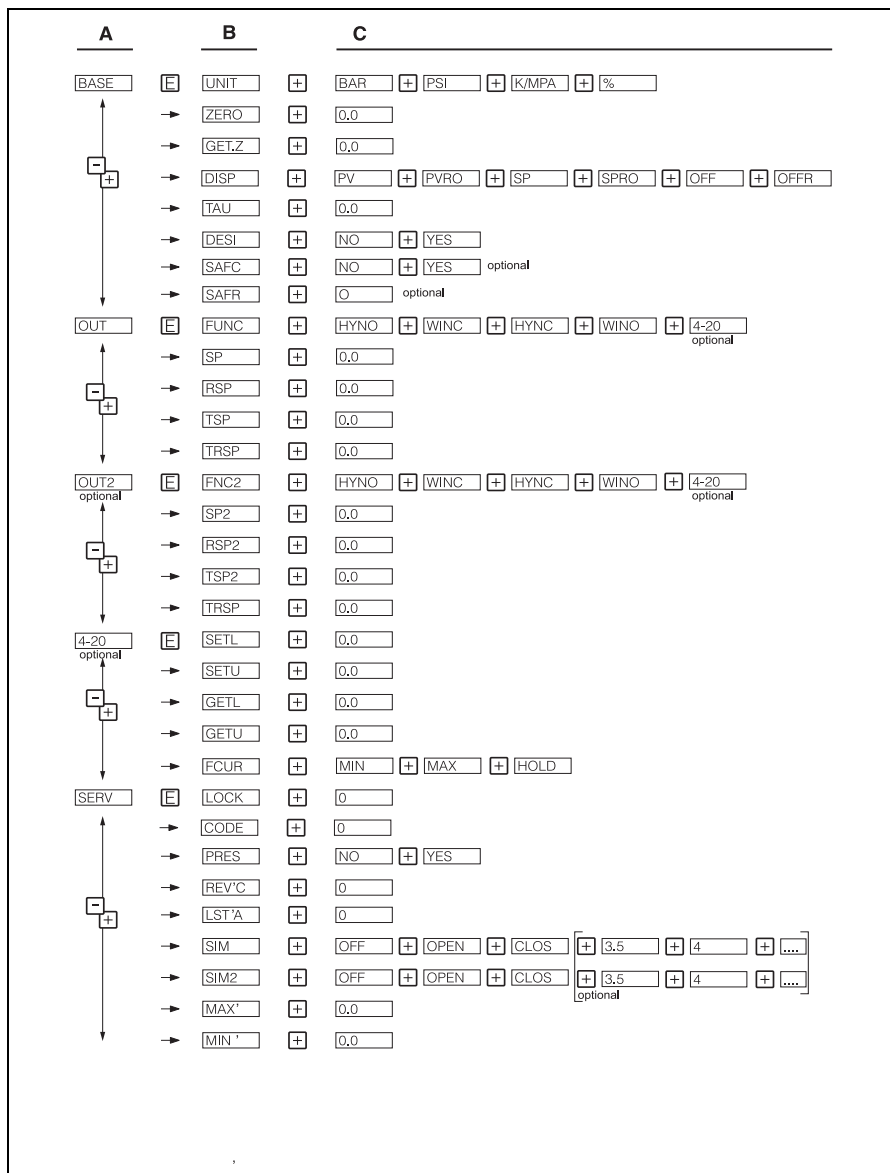 A B C
BASE E UNIT + BAR + PSI + K/MPA + %
ZERO + 0.0
GET.Z + 0.0
- +
DISP + PV + PVRO + SP + SPRO + OFF + OFFR
TAU + 0.0
DESI + NO + YES
SAFC + NO + YES optional
SAFR + O optional
OUT E FUNC + HYNO + WINC + HYNC + WINO + 4-20
optional
SP + 0.0
RSP + 0.0
- +
TSP + 0.0
TRSP + 0.0
OUT2 E FNC2 + HYNO + WINC + HYNC + WINO + 4-20
optional optional
SP2 + 0.0
RSP2 + 0.0
- +
TSP2 + 0.0
TRSP + 0.0
4-20 E SETL + 0.0
optional
SETU + 0.0
GETL + 0.0
- +
GETU + 0.0
FCUR + MIN + MAX + HOLD
SERV E LOCK + 0
CODE + 0
PRES + NO + YES
REV'C + 0
- +
LST'A + 0
SIM + OFF + OPEN + CLOS + 3.5 + 4 + ....
SIM2 + OFF + OPEN + CLOS + 3.5 + 4 + ....
optional
MAX' + 0.0
MIN ' + 0.0
,